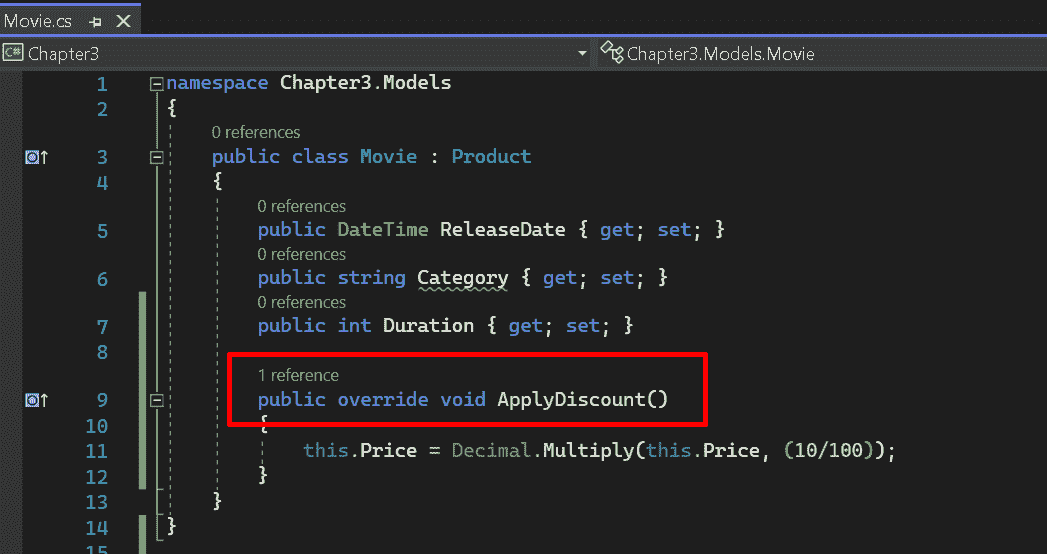 Movie.cs
C# Chapter3 Chapter3.Models.Movie
1 namespace Chapter3.Models
2 {
0 references
3 public class Movie : Product
4 {
0 references
5 public DateTime ReleaseDate { get; set; }
0 references
6 public string Category { get; set; }
0 references
7 public int Duration { get; set; }
8
1 reference
9 public override void ApplyDiscount()
10 {
11 this.Price = Decimal.Multiply(this.Price, (10/100));
12 }
13 }
14 }
15